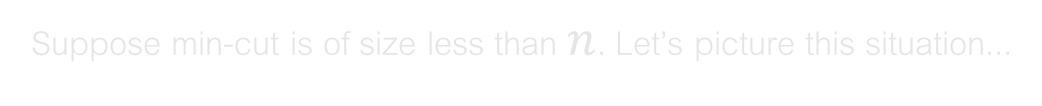 Suppose min-cut is of size less than 𝑛. Let’s picture this situation...